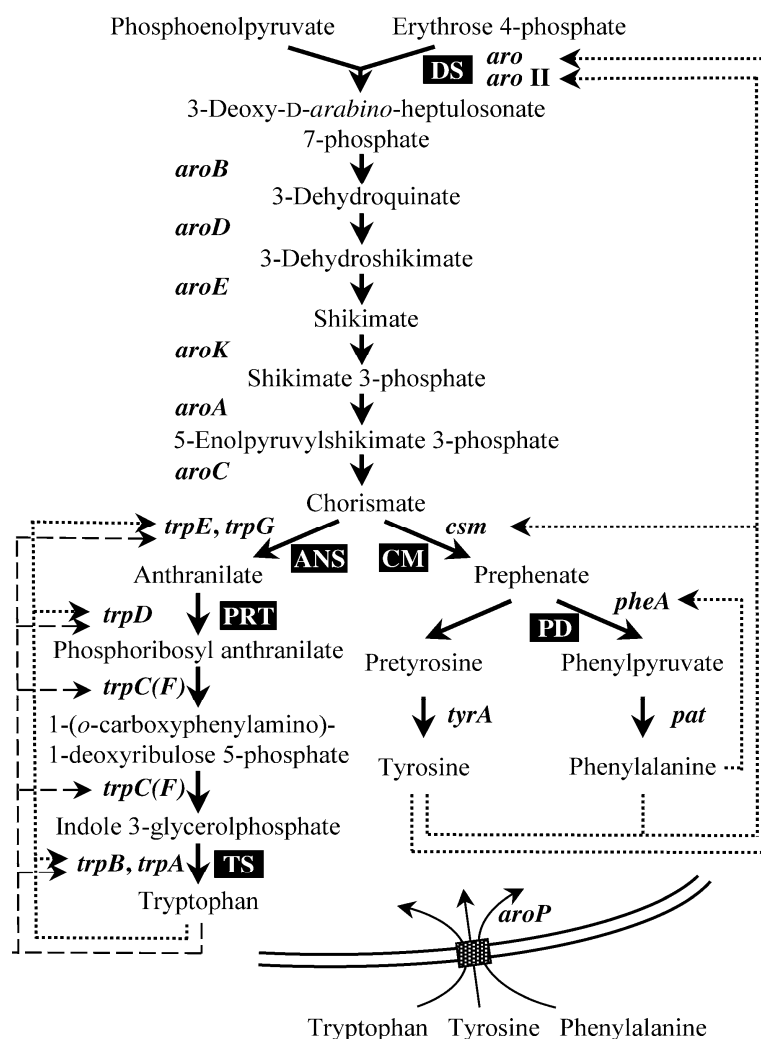 Phosphoenolpyruvate Erythrose 4-phosphate
DS aro
aro II
3-Deoxy-D-arabino-heptulosonate
7-phosphate
aroB
3-Dehydroquinate
aroD
3-Dehydroshikimate
aroE
Shikimate
aroK
Shikimate 3-phosphate
aroA
5-Enolpyruvylshikimate 3-phosphate
aroC
Chorismate
trpE, trpG ANS CM csm
Anthranilate Prephenate
trpD PRT PD pheA
Phosphoribosyl anthranilate Pretyrosine Phenylpyruvate
trpC(F) tyrA pat
1-(o-carboxyphenylamino)-
1-deoxyribulose 5-phosphate
Tyrosine Phenylalanine
trpC(F)
Indole 3-glycerolphosphate
trpB, trpA TS
Tryptophan
aroP
Tryptophan Tyrosine Phenylalanine